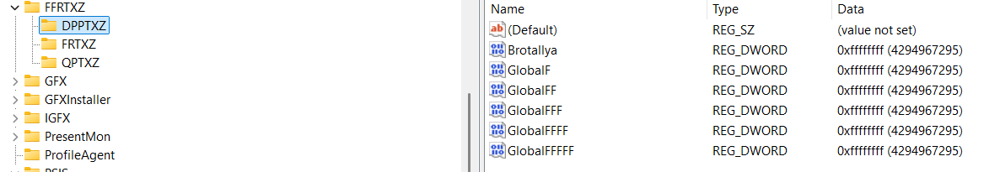 FFRTXZ
DPPTXZ
FRTXZ
QPTXZ
GFX
GFXInstaller
IGFX
PresentMon
ProfileAgent
PSIS
Name Type Data
(Default) REG_SZ (value not set)
Brotallya REG_DWORD 0xffffffff (4294967295)
GlobalF REG_DWORD 0xffffffff (4294967295)
GlobalFF REG_DWORD 0xffffffff (4294967295)
GlobalFFF REG_DWORD 0xffffffff (4294967295)
GlobalFFFF REG_DWORD 0xffffffff (4294967295)
GlobalFFFFF REG_DWORD 0xffffffff (4294967295)